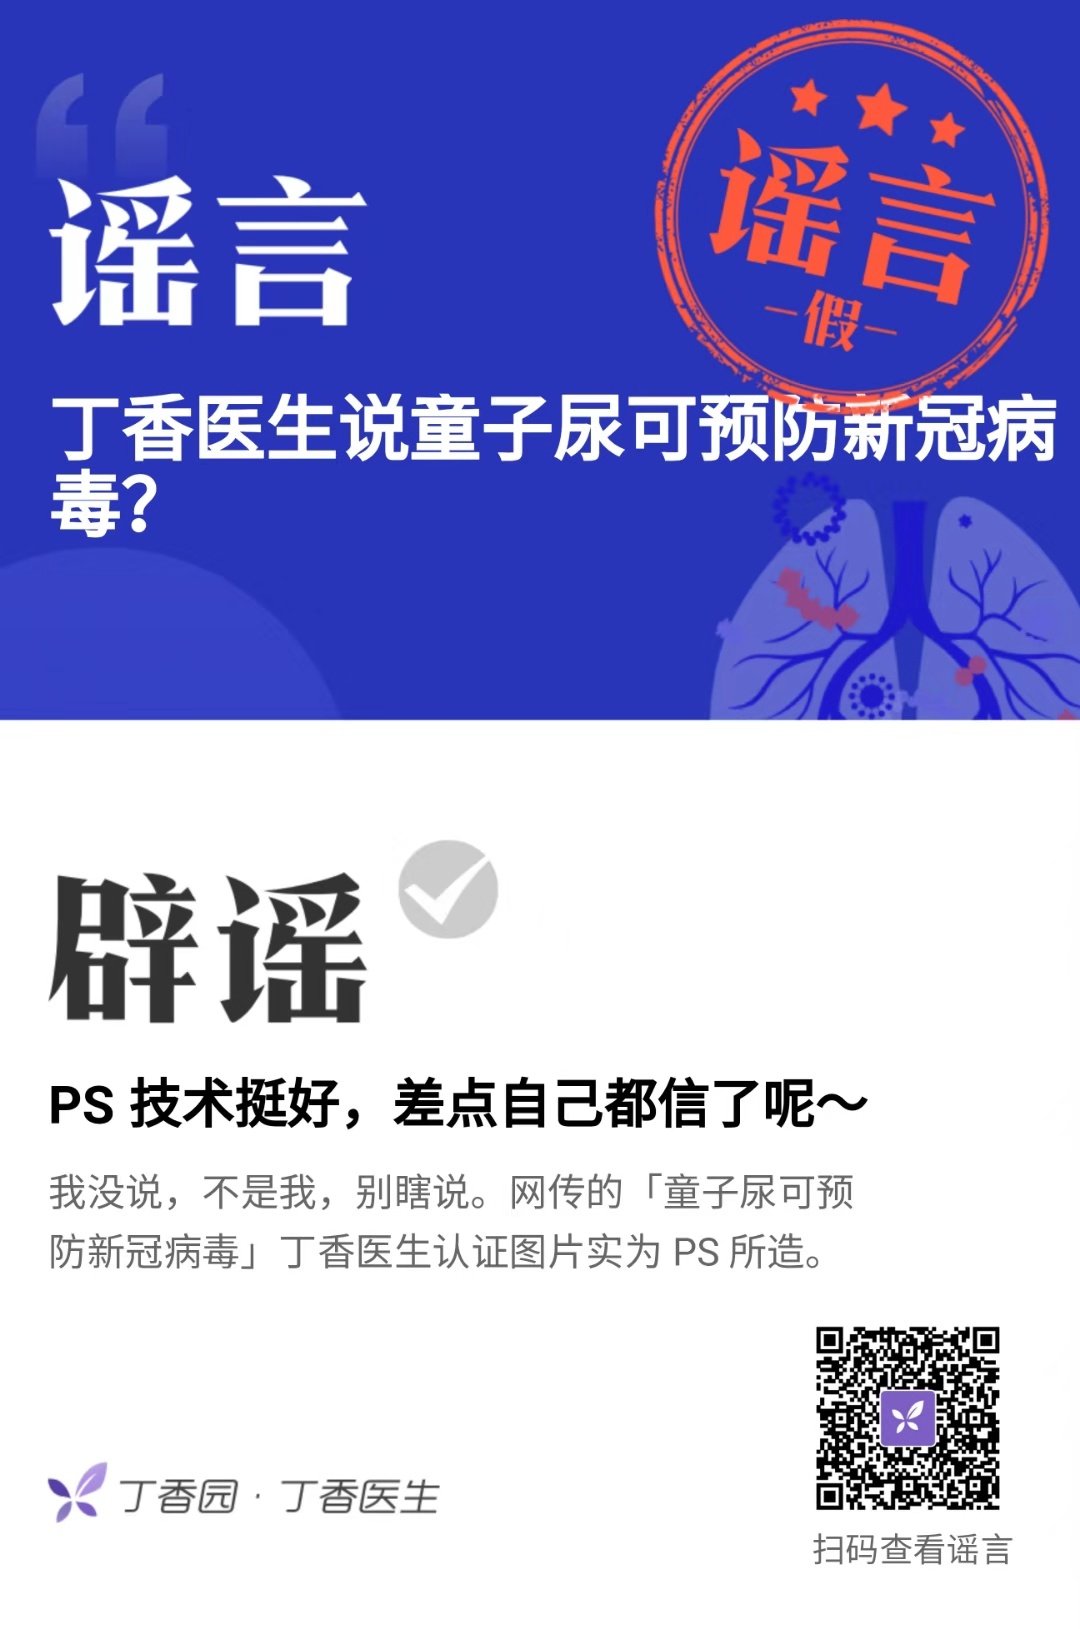 谣言
谣言
假
丁香医生说童子尿可预防新冠病
毒？
辟谣
PS 技术挺好，差点自己都信了呢～
我没说，不是我，别瞎说。网传的「童子尿可预
防新冠病毒」丁香医生认证图片实为 PS 所造。
丁香园 · 丁香医生
扫码查看谣言